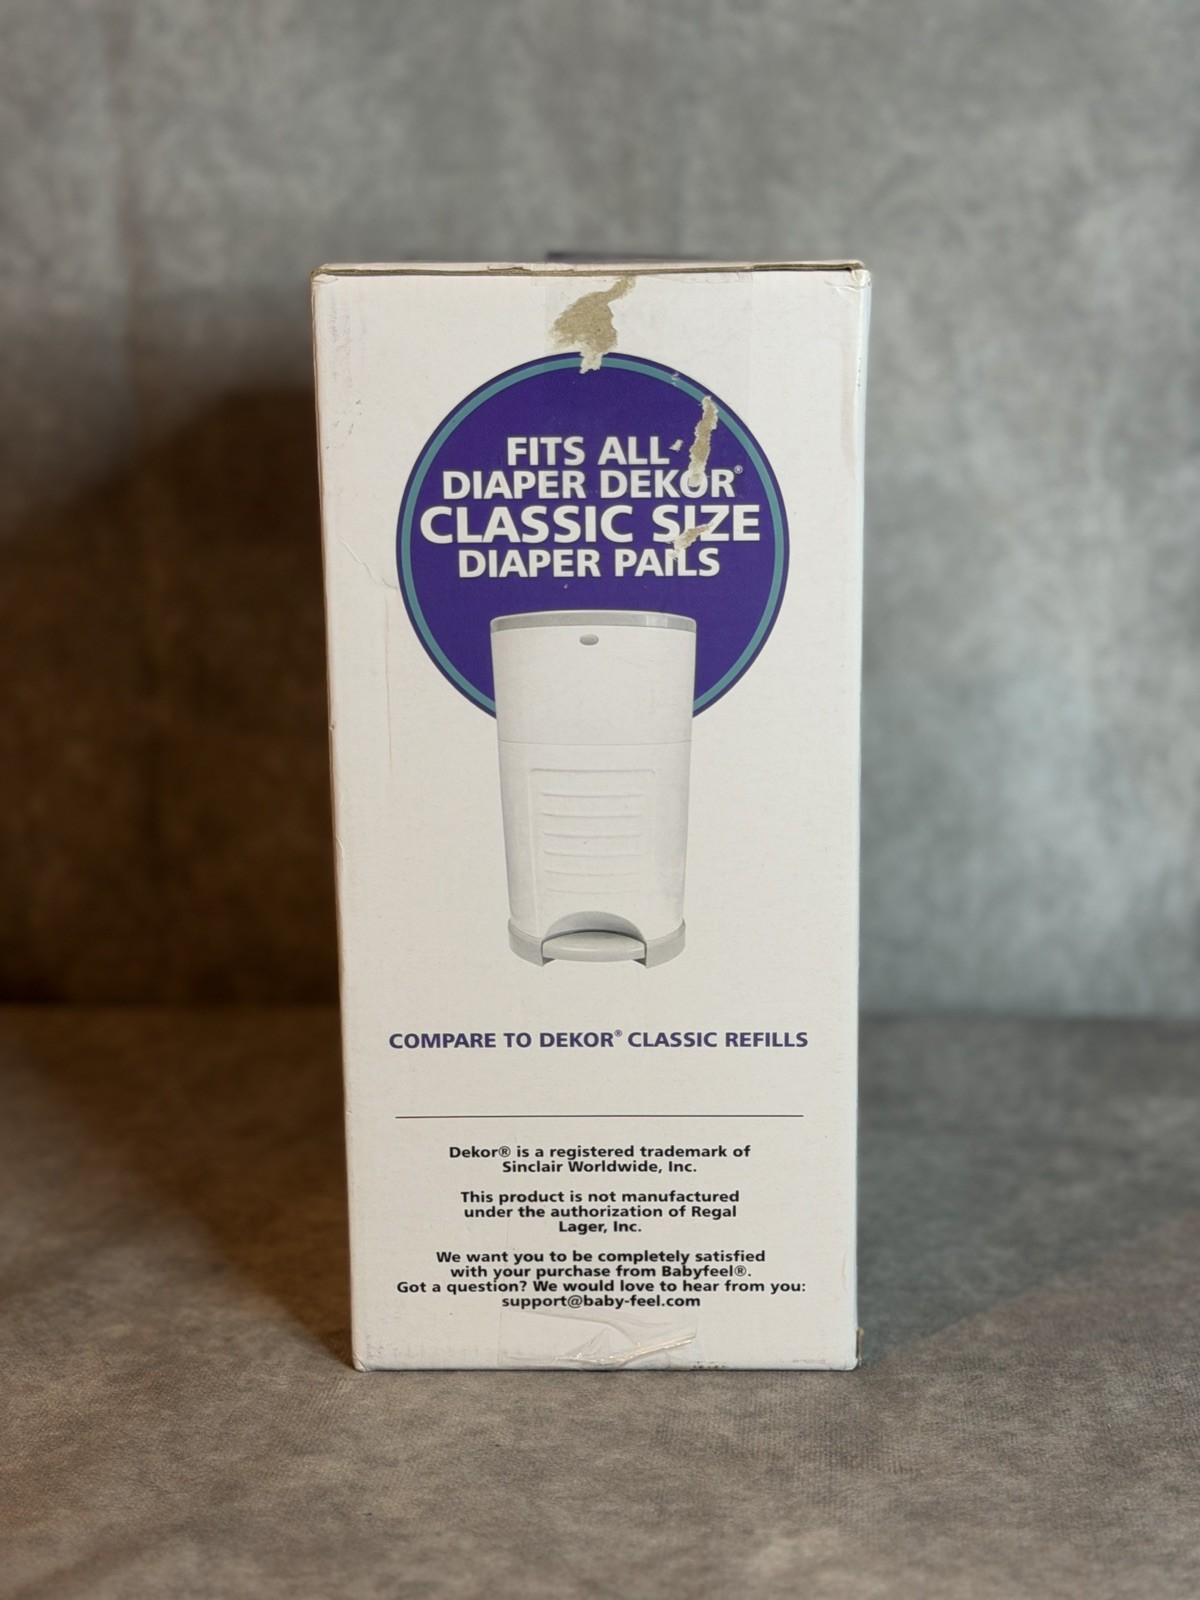 FITS ALL
DIAPER DEKOR®
CLASSIC SIZE
DIAPER PAILS
COMPARE TO DEKOR® CLASSIC REFILLS
Dekor® is a registered trademark of
Sinclair Worldwide, Inc.
This product is not manufactured
under the authorization of Regal
Lager, Inc.
We want you to be completely satisfied
with your purchase from Babyfeel®.
Got a question? We would love to hear from you:
support@baby-feel.com